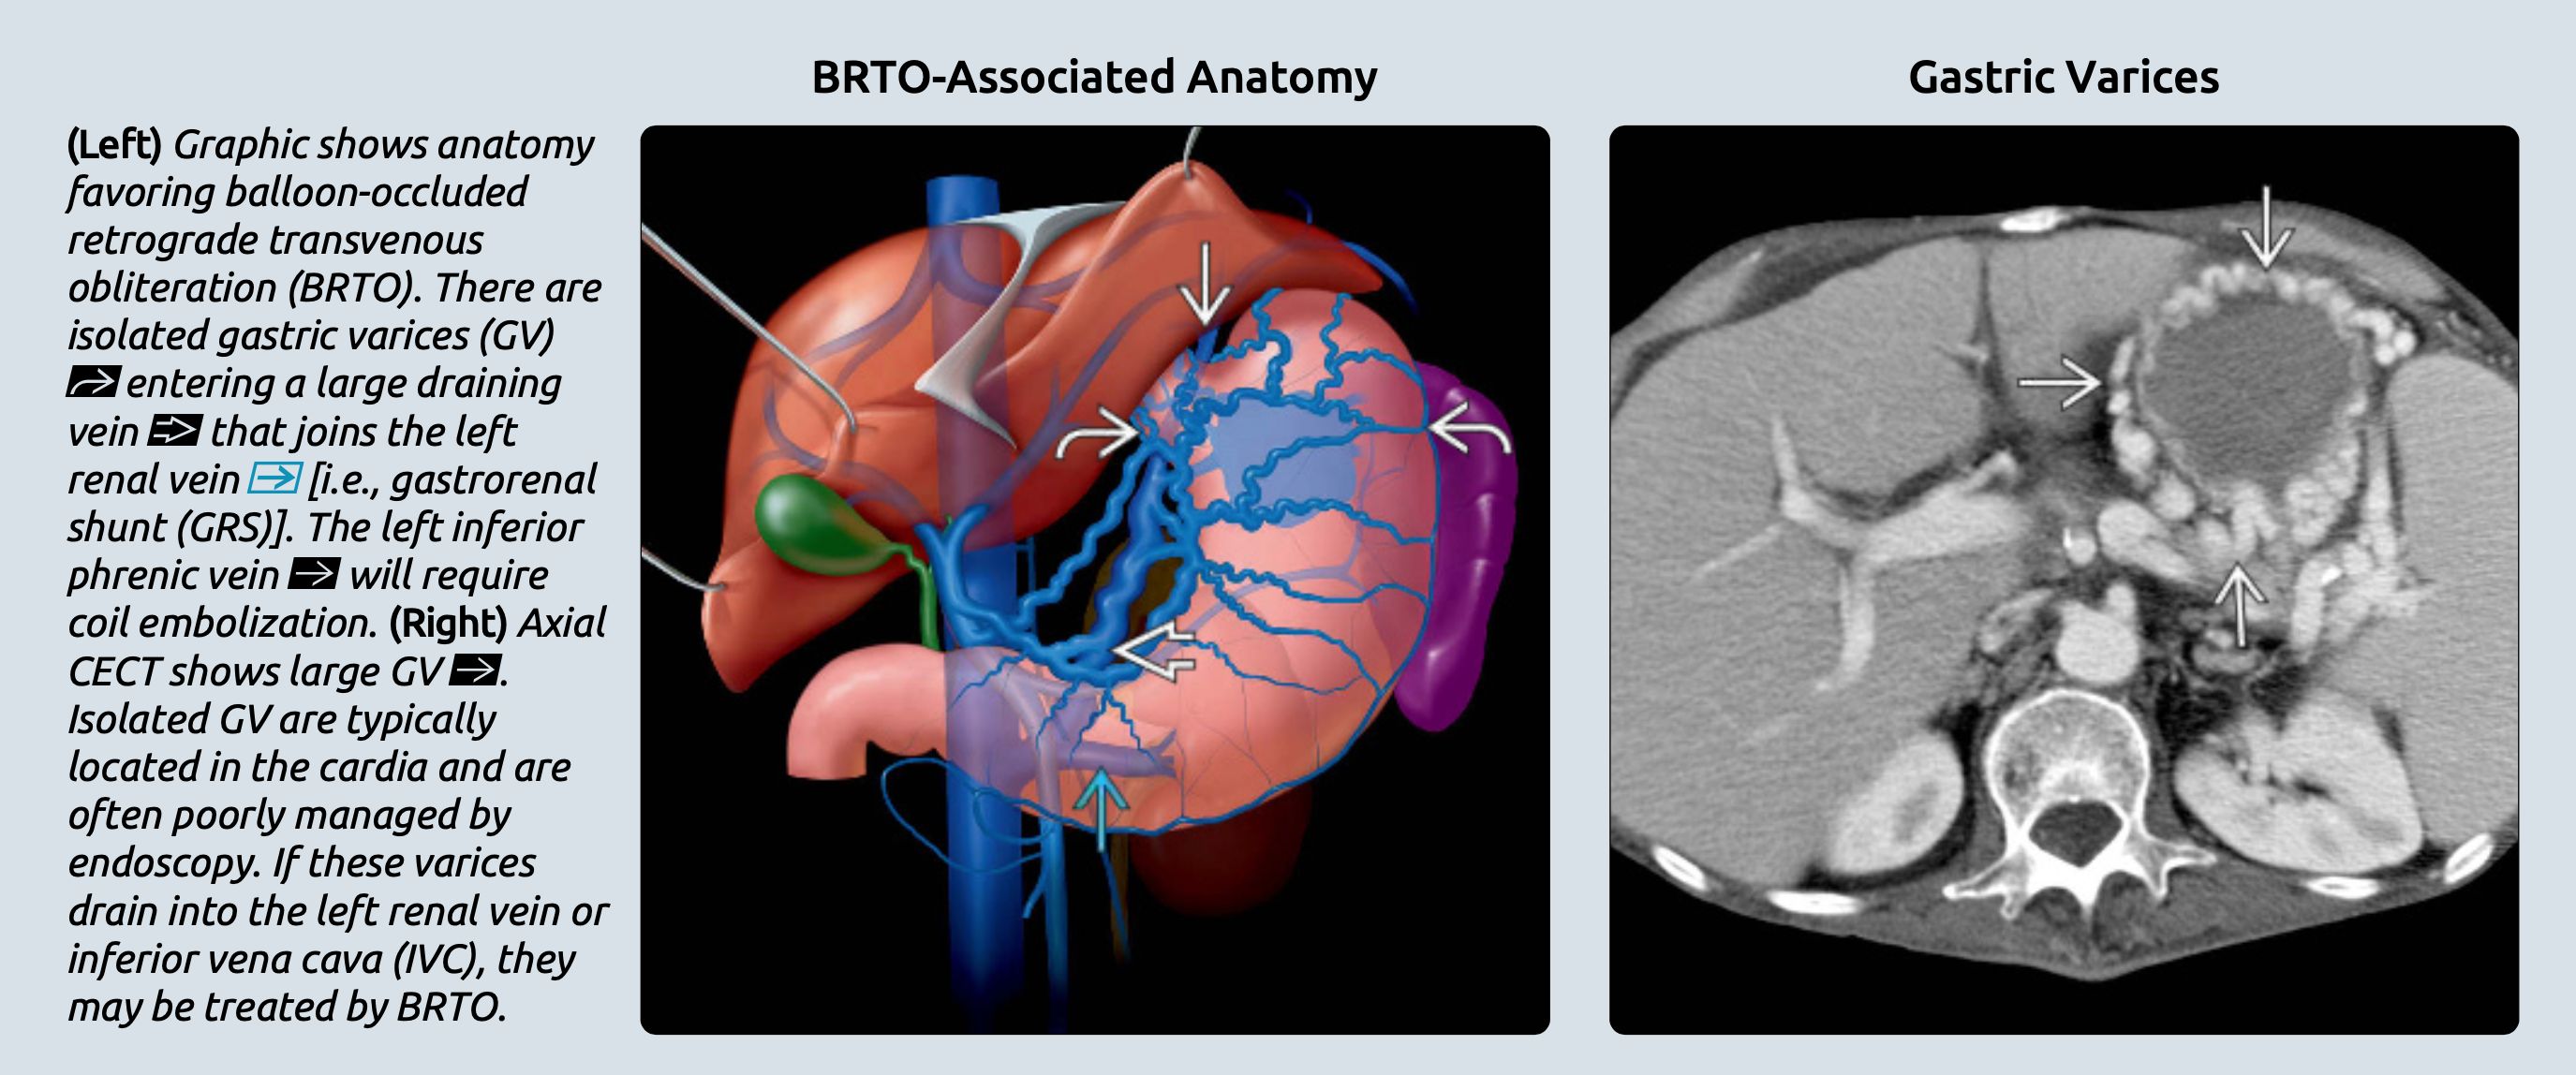 BRTO-Associated Anatomy
Gastric Varices
(Left) Graphic shows anatomy
favoring balloon-occluded
retrograde transvenous
obliteration (BRTO). There are
isolated gastric varices (GV)
entering a large draining
vein that joins the left
renal vein [i.e., gastrorenal
shunt (GRS)]. The left inferior
phrenic vein will require
coil embolization. (Right) Axial
CECT shows large GV .
Isolated GV are typically
located in the cardia and are
often poorly managed by
endoscopy. If these varices
drain into the left renal vein or
inferior vena cava (IVC), they
may be treated by BRTO.